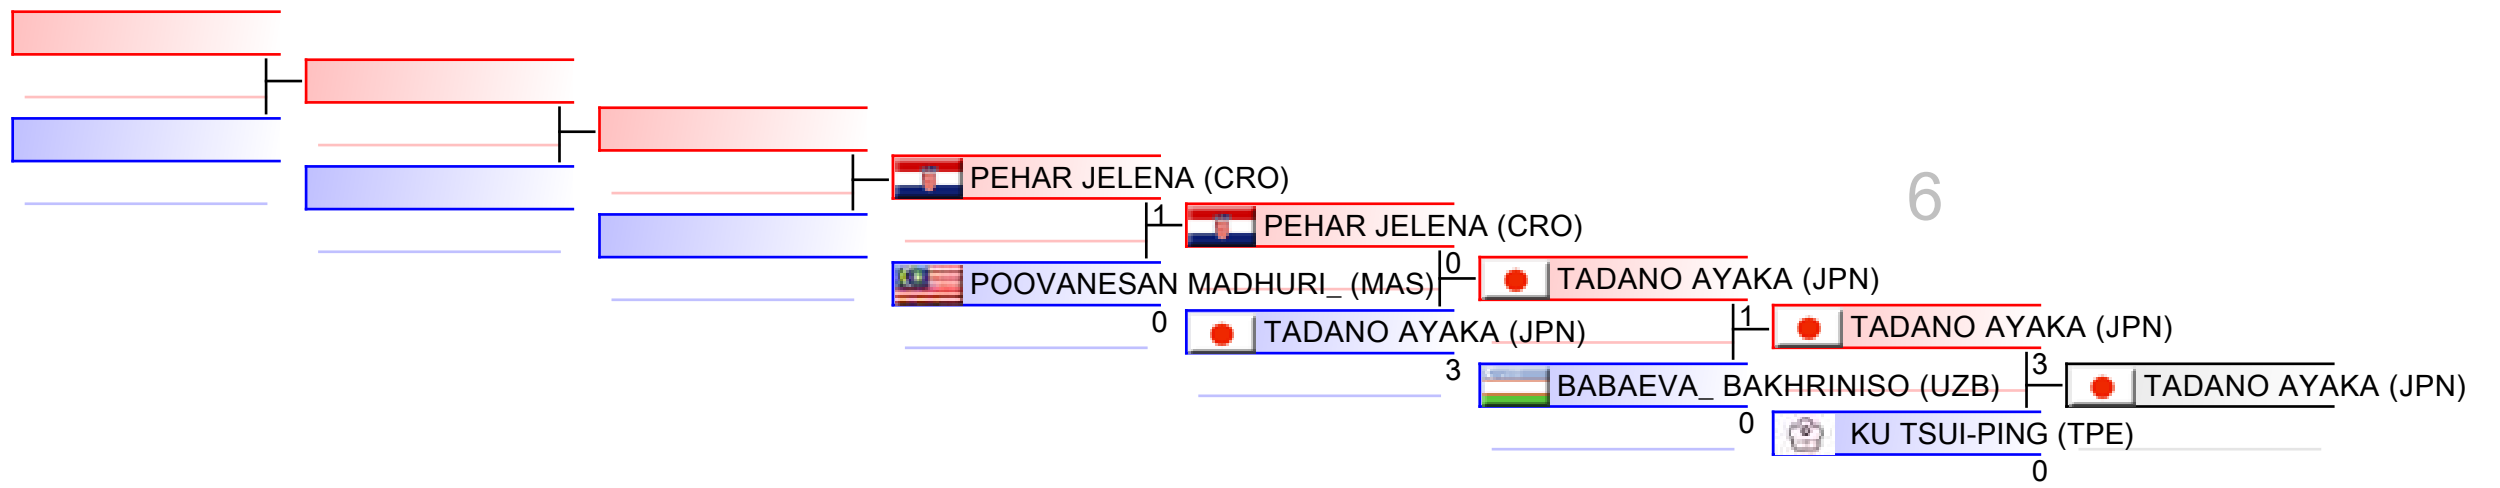 6
PEHAR JELENA (CRO)
1
PEHAR JELENA (CRO)
0
POOVANESAN MADHURI_ (MAS)
0
TADANO AYAKA (JPN)
3
TADANO AYAKA (JPN)
1
TADANO AYAKA (JPN)
3
BABAEVA_ BAKHRINISO (UZB)
0
TADANO AYAKA (JPN)
KU TSUI-PING (TPE)
0